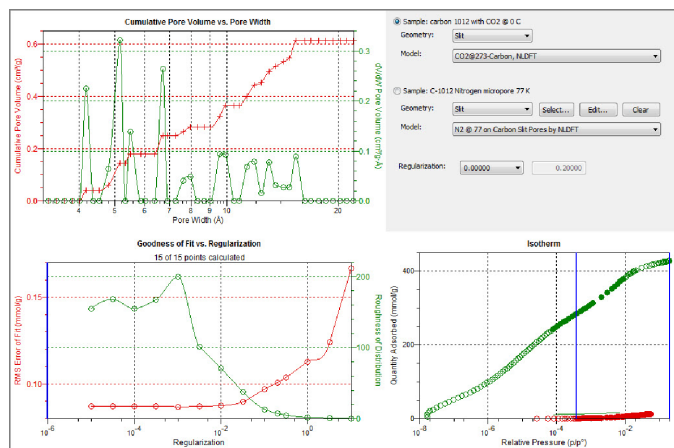 Cumulative Pore Volume vs. Pore Width
Cumulative Pore Volume (cm³/g)
0.6
0.4
0.2
0.0
0.3
0.2
0.1
0.0
4
5
6
7
8
9
10
20
Pore Width (Å)
Sample: carbon 1012 with CO2 @ 0 C
Geometry:
Slit
Model:
CO2@273-Carbon, NLDFT
Sample: C-1012 Nitrogen micropore 77 K
Geometry:
Slit
Select...
Edit...
Clear
Model:
N2 @ 77 on Carbon Slit Pores by NLDFT
Regularization:
0.00000
0.20000
Goodness of Fit vs. Regularization
15 of 15 points calculated
RMS Error of Fit (mmol/g)
0.15
0.10
200
100
0
Roughness of Distribution
10⁻⁶
10⁻⁴
10⁻²
10⁰
Regularization
Isotherm
Quantity Adsorbed (mmol/g)
400
200
0
10⁻⁸
10⁻⁶
10⁻⁴
10⁻²
Relative Pressure (p/p°)